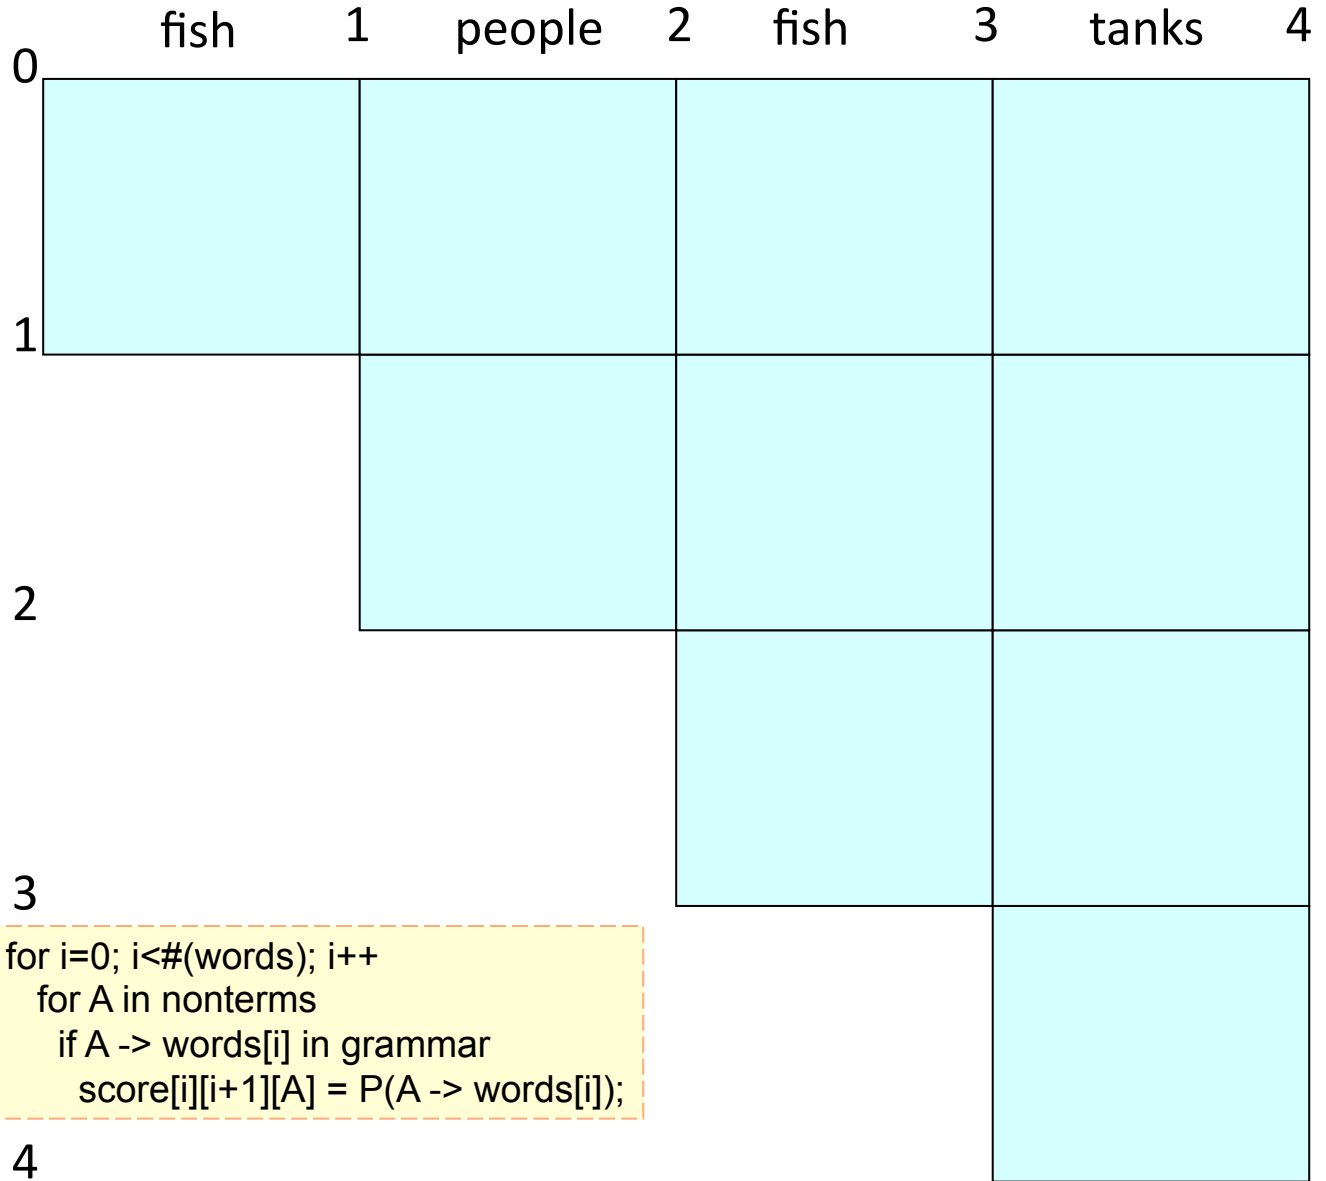 fish 1 people 2 fish 3 tanks 4
0
1
2
3
for i=0; i<#(words); i++
for A in nonterms
if A -> words[i] in grammar
score[i][i+1][A] = P(A -> words[i]);
4